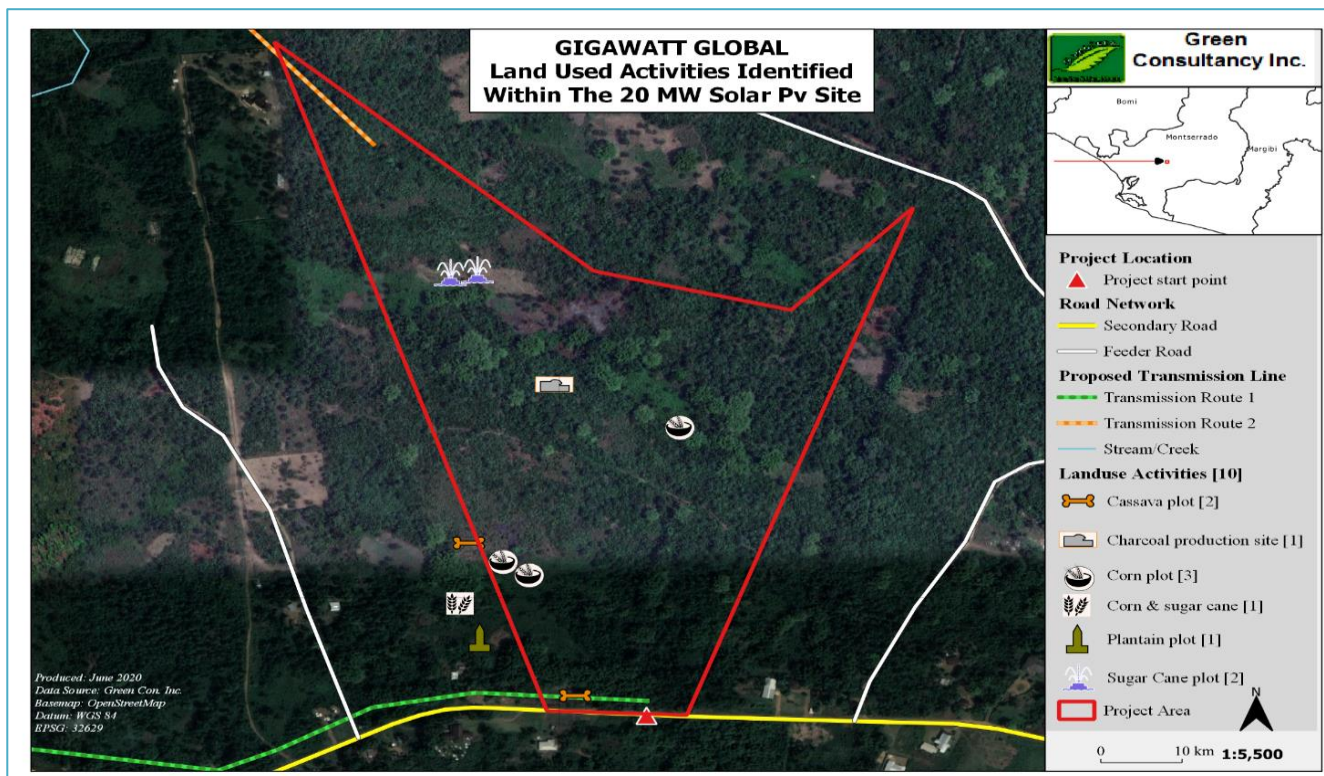 GIGAWATT GLOBAL
Land Used Activities Identified
Within The 20 MW Solar Pv Site
Green
Consultancy Inc.
Bomi
Montserrado
Margibi
Project Location
Project start point
Road Network
Secondary Road
Feeder Road
Proposed Transmission Line
Transmission Route 1
Transmission Route 2
Stream/Creek
Landuse Activities [10]
Cassava plot [2]
Charcoal production site [1]
Corn plot [3]
Corn & sugar cane [1]
Plantain plot [1]
Sugar Cane plot [2]
Project Area
N
0 10 km 1:5,500
Produced: June 2020
Data Source: Green Con. Inc.
Basemap: OpenStreetMap
Datum: WGS 84
EPSG: 32629